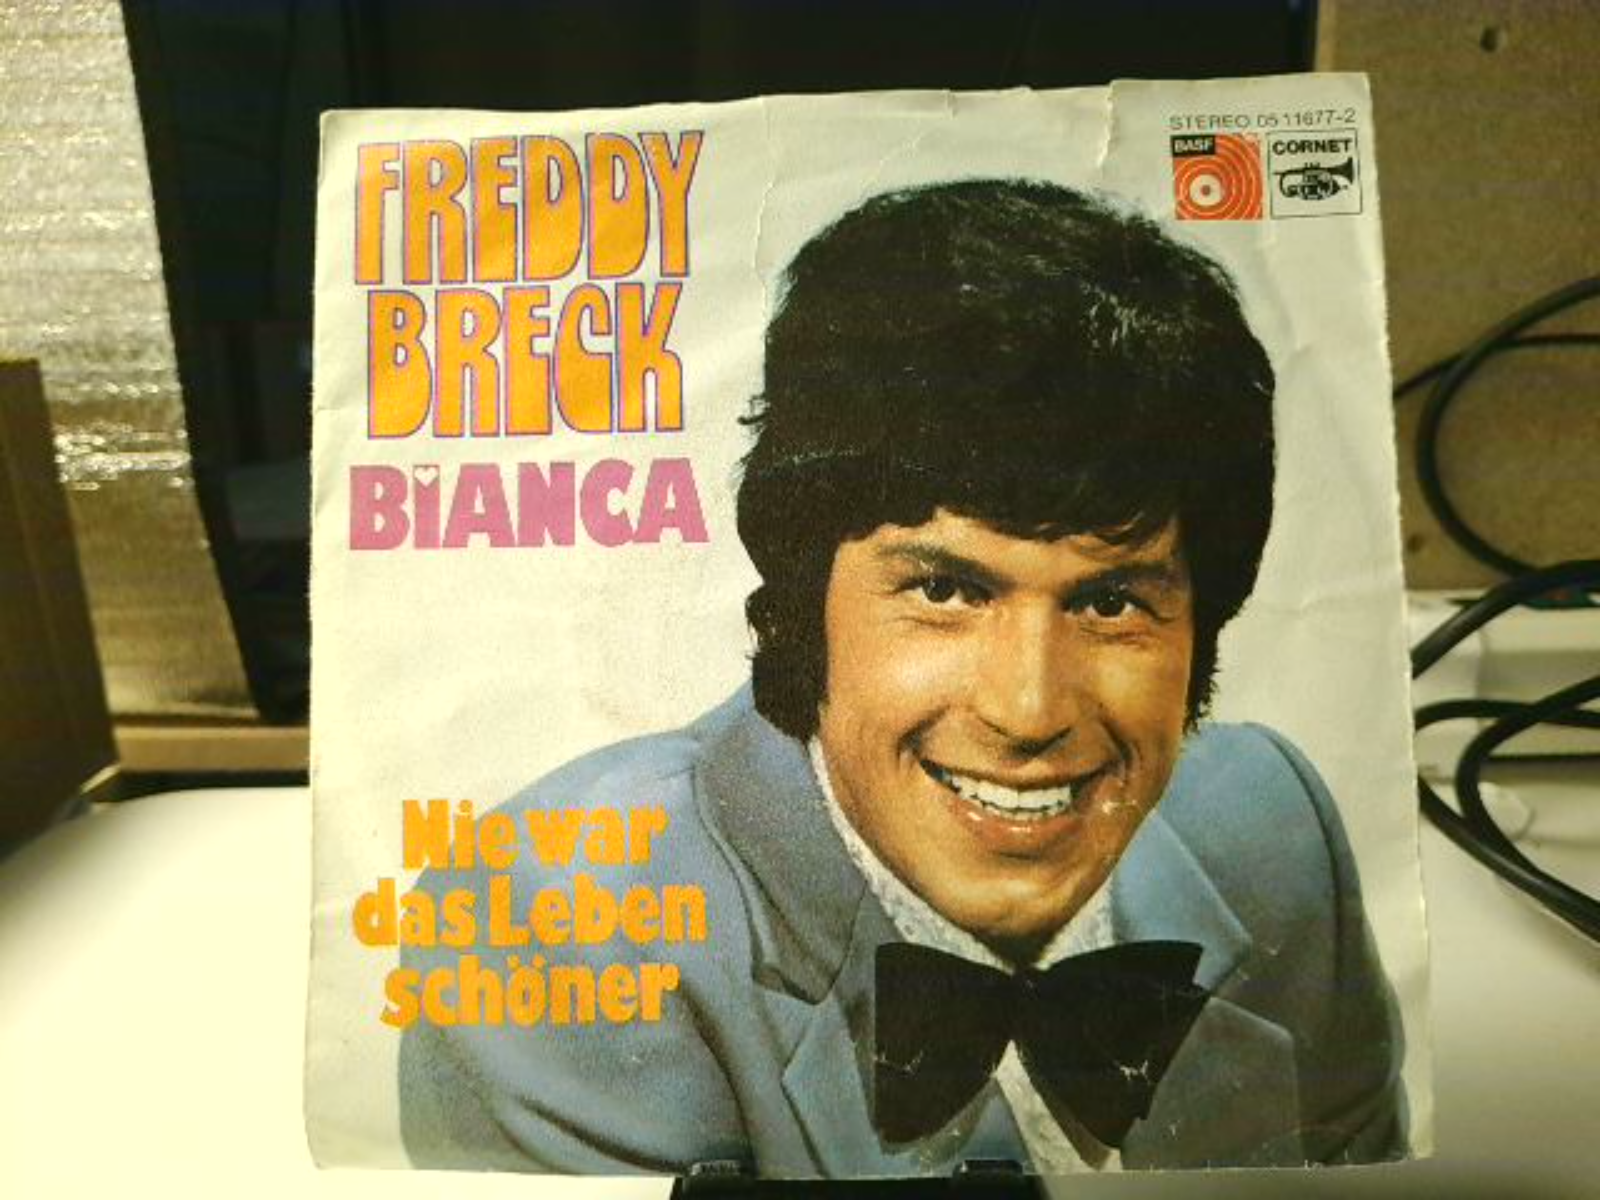 FREDDY
BRECK
BiANCA
Nie war
das Leben
schöner
STEREO 05 11677-2
BASF
CORNET